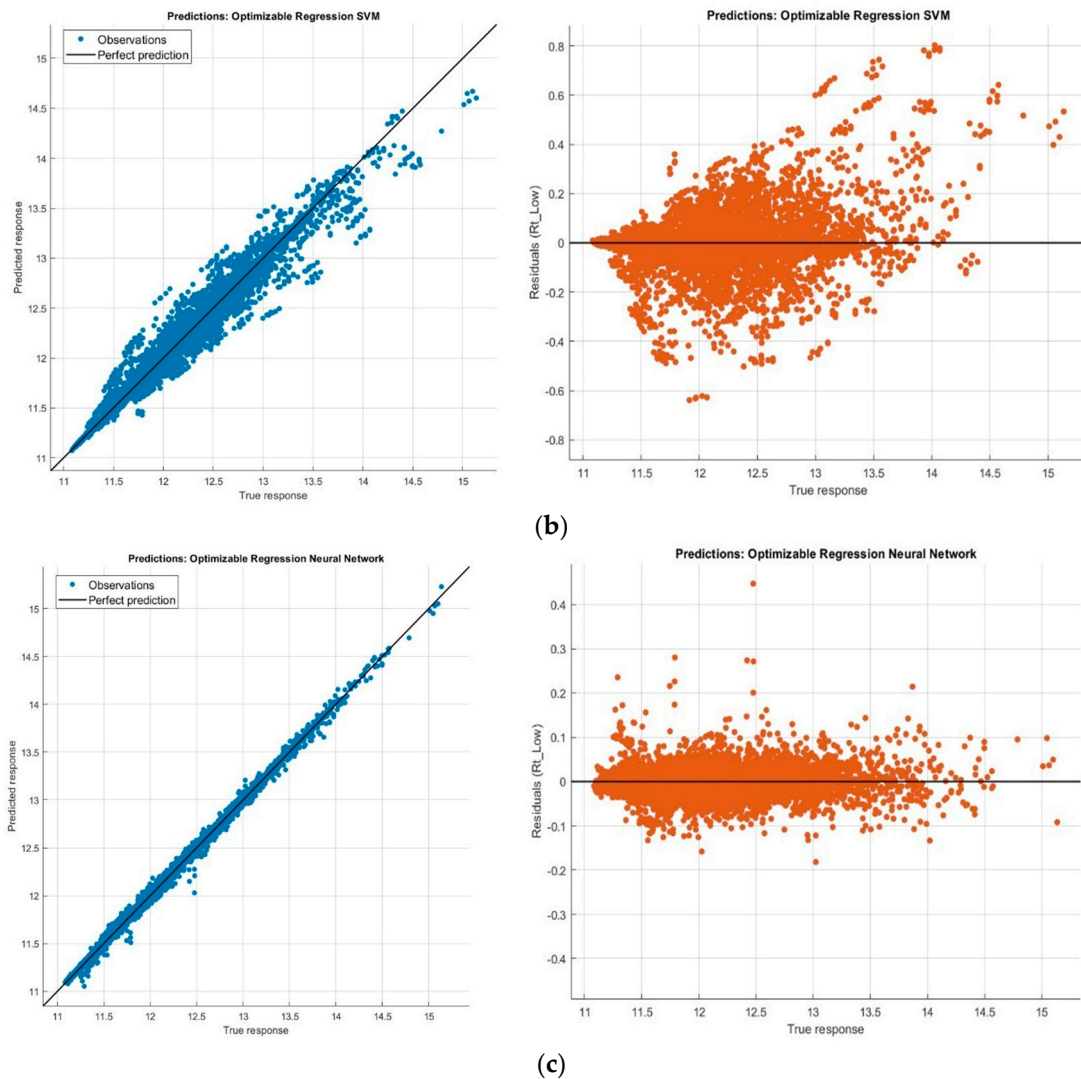 Predictions: Optimizable Regression SVM
Observations
Perfect prediction
15
14.5
14
13.5
13
12.5
12
11.5
11
Predicted response
11 11.5 12 12.5 13 13.5 14 14.5 15
True response
Predictions: Optimizable Regression SVM
0.8
0.6
0.4
0.2
0
-0.2
-0.4
-0.6
-0.8
Residuals (Rt_Low)
11 11.5 12 12.5 13 13.5 14 14.5 15
True response
(b)
Predictions: Optimizable Regression Neural Network
Observations
Perfect prediction
15
14.5
14
13.5
13
12.5
12
11.5
11
Predicted response
11 11.5 12 12.5 13 13.5 14 14.5 15
True response
Predictions: Optimizable Regression Neural Network
0.4
0.3
0.2
0.1
0
-0.1
-0.2
-0.3
-0.4
Residuals (Rt_Low)
11 11.5 12 12.5 13 13.5 14 14.5 15
True response
(c)